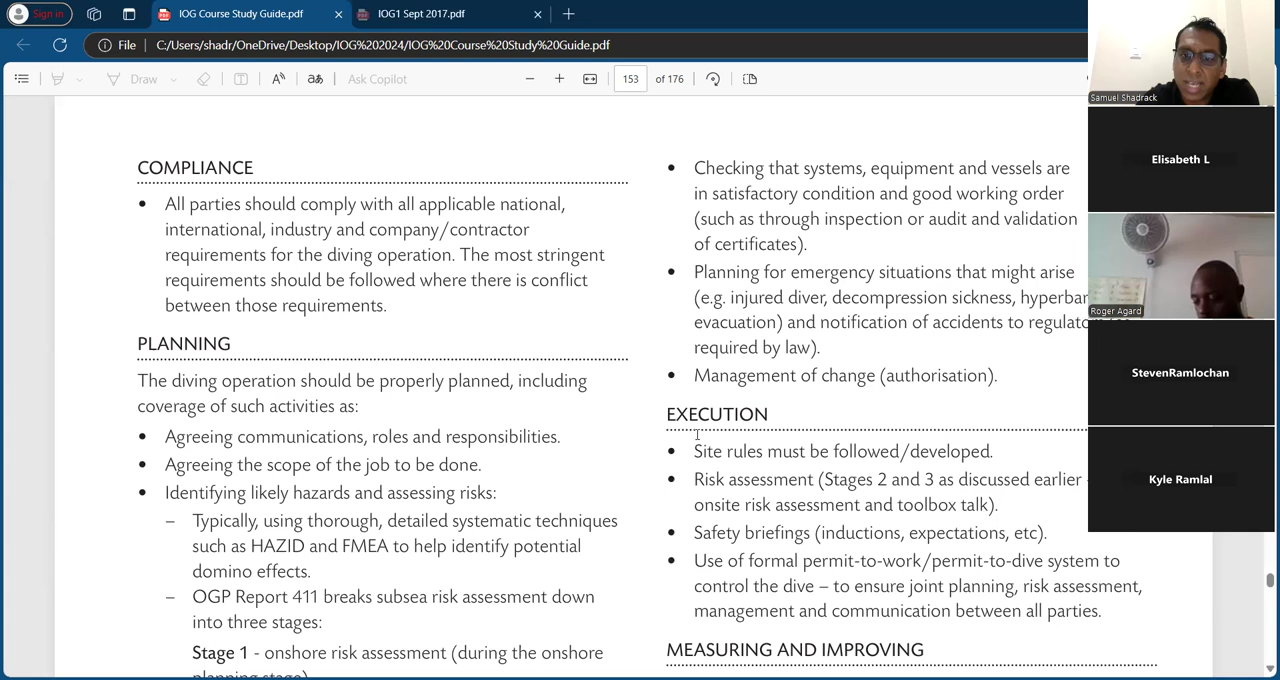 Sign in
IOG Course Study Guide.pdf
IOG1 Sept 2017.pdf
File
C:/Users/shadr/OneDrive/Desktop/IOG%202024/IOG%20Course%20Study%20Guide.pdf
Draw
Ask Copilot
153 of 176
COMPLIANCE
• All parties should comply with all applicable national,
international, industry and company/contractor
requirements for the diving operation. The most stringent
requirements should be followed where there is conflict
between those requirements.
PLANNING
The diving operation should be properly planned, including
coverage of such activities as:
• Agreeing communications, roles and responsibilities.
• Agreeing the scope of the job to be done.
• Identifying likely hazards and assessing risks:
– Typically, using thorough, detailed systematic techniques
such as HAZID and FMEA to help identify potential
domino effects.
– OGP Report 411 breaks subsea risk assessment down
into three stages:
Stage 1 - onshore risk assessment (during the onshore
planning stage)
• Checking that systems, equipment and vessels are
in satisfactory condition and good working order
(such as through inspection or audit and validation
of certificates).
• Planning for emergency situations that might arise
(e.g. injured diver, decompression sickness,
evacuation) and notification of accidents to
required by law).
• Management of change (authorisation).
EXECUTION
• Site rules must be followed/developed.
• Risk assessment (Stages 2 and 3 as discussed earlier -
onsite risk assessment and toolbox talk).
• Safety briefings (inductions, expectations, etc).
• Use of formal permit-to-work/permit-to-dive system to
control the dive – to ensure joint planning, risk assessment,
management and communication between all parties.
MEASURING AND IMPROVING
Samuel Shadrack
Elisabeth L
Roger Agard
StevenRamlochan
Kyle Ramlal